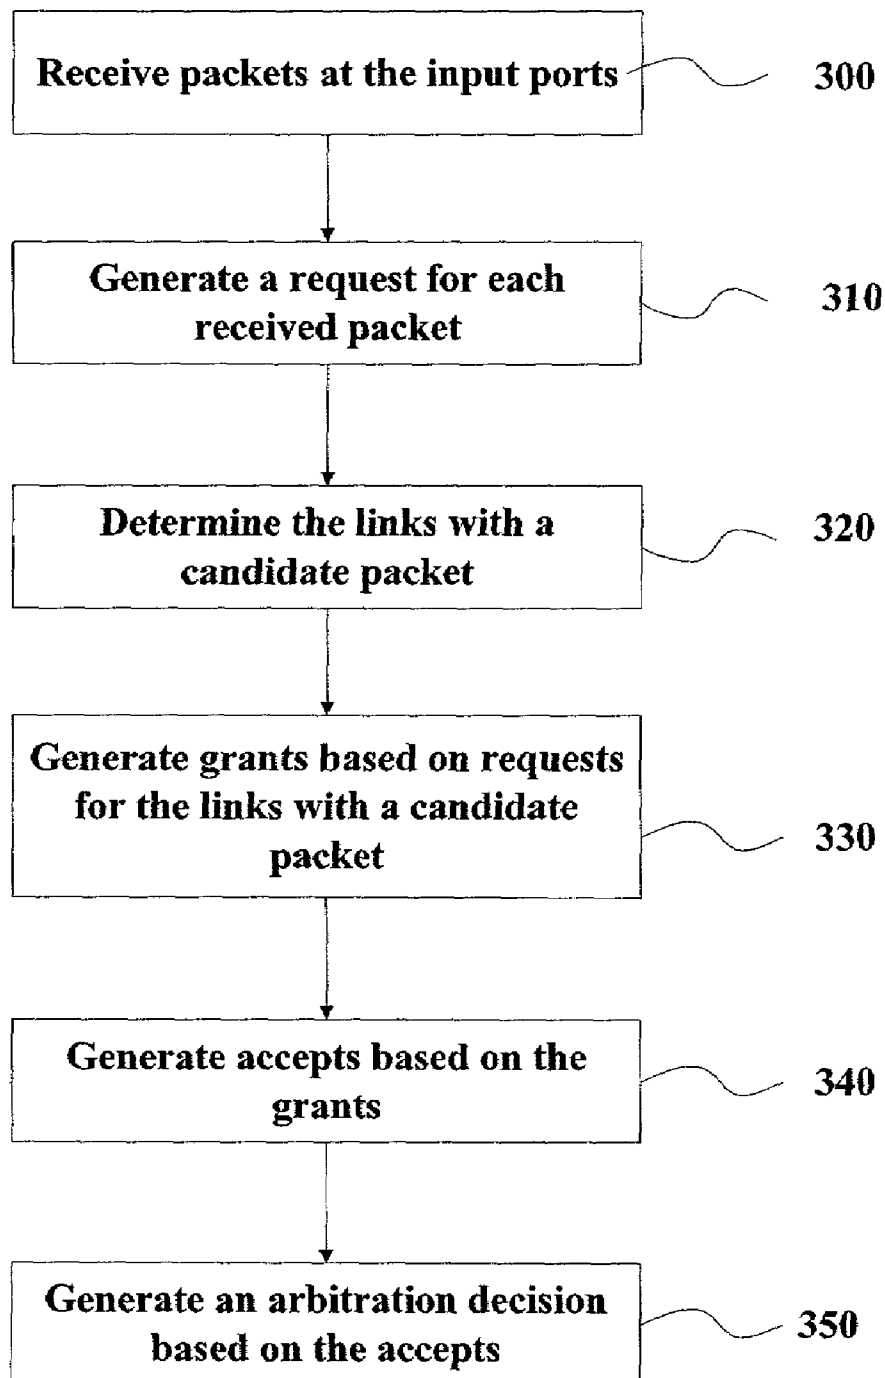 Receive packets at the input ports
300
Generate a request for each
received packet
310
Determine the links with a
candidate packet
320
Generate grants based on requests
for the links with a candidate
packet
330
Generate accepts based on the
grants
340
Generate an arbitration decision
based on the accepts
350